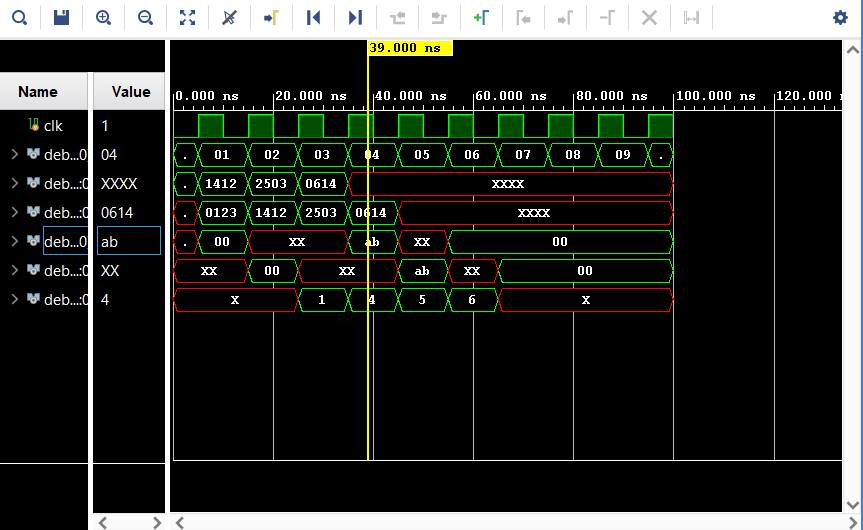 39.000 ns
Name Value
0.000 ns 20.000 ns 40.000 ns 60.000 ns 80.000 ns 100.000 ns 120.000
clk 1
deb...0 04 . 01 02 03 04 05 06 07 08 09 .
deb...:0 XXXX . 1412 2503 0614 XXXX
deb...:0 0614 . 0123 1412 2503 0614 XXXX
deb...0 ab . 00 XX ab XX 00
deb...:0 XX XX 00 XX ab XX 00
deb...:0 4 X 1 4 5 6 X